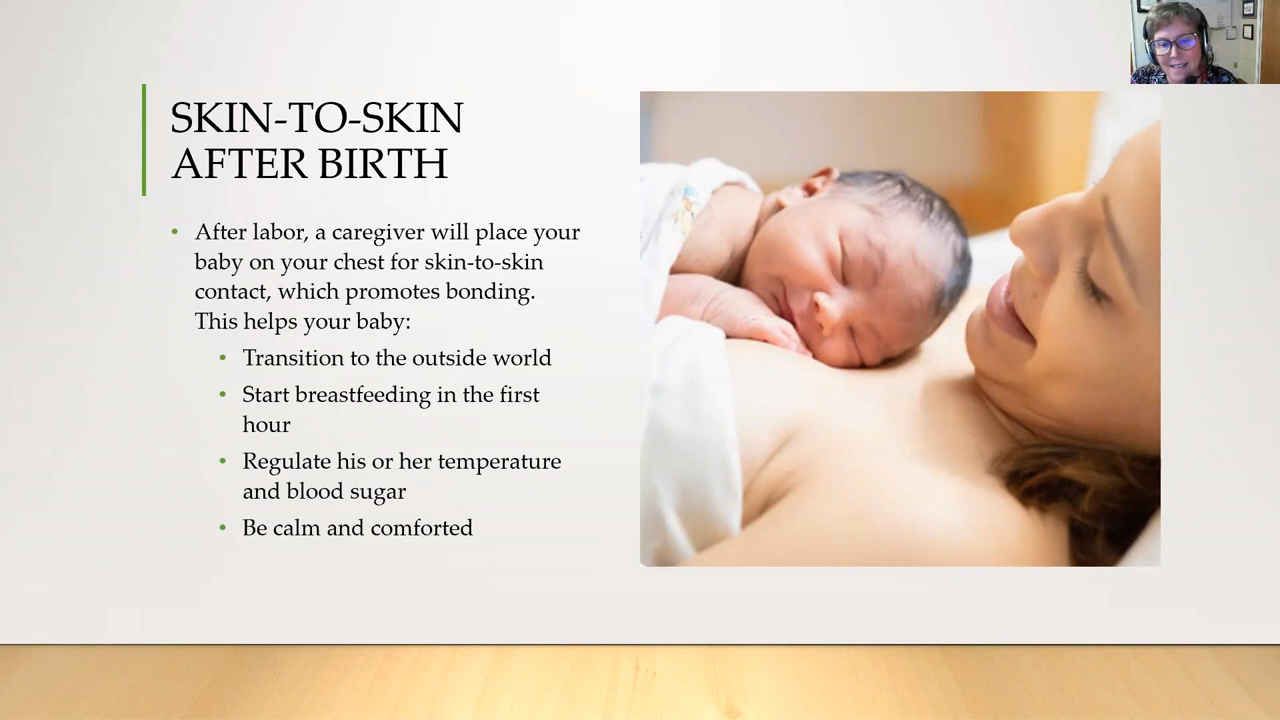 SKIN-TO-SKIN
AFTER BIRTH
• After labor, a caregiver will place your
baby on your chest for skin-to-skin
contact, which promotes bonding.
This helps your baby:
• Transition to the outside world
• Start breastfeeding in the first
hour
• Regulate his or her temperature
and blood sugar
• Be calm and comforted